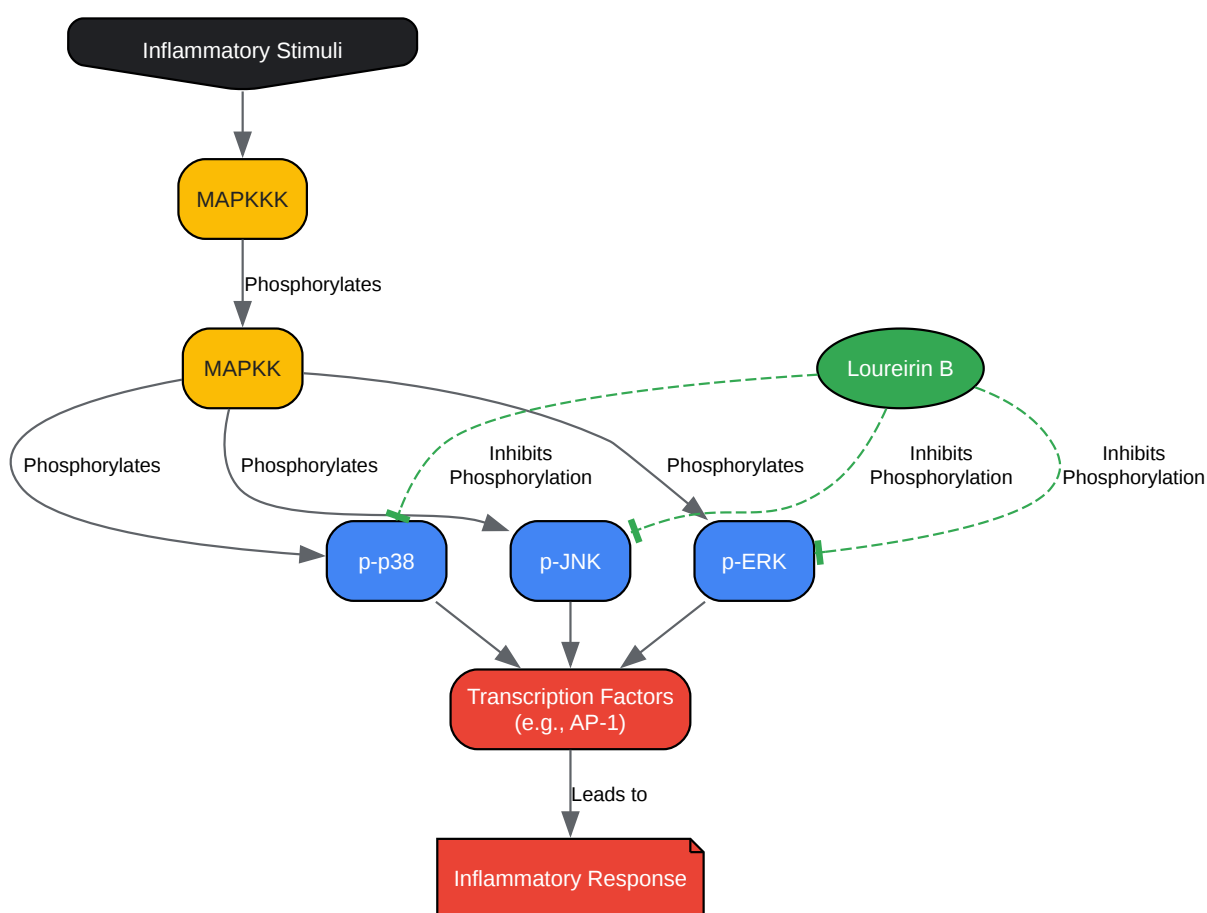 Inflammatory Stimuli
MAPKKK
Phosphorylates
MAPKK
Loureirin B
Phosphorylates
Phosphorylates
Inhibits
Phosphorylation
Phosphorylates
Inhibits
Phosphorylation
Inhibits
Phosphorylation
p-p38
p-JNK
p-ERK
Transcription Factors
(e.g., AP-1)
Leads to
Inflammatory Response